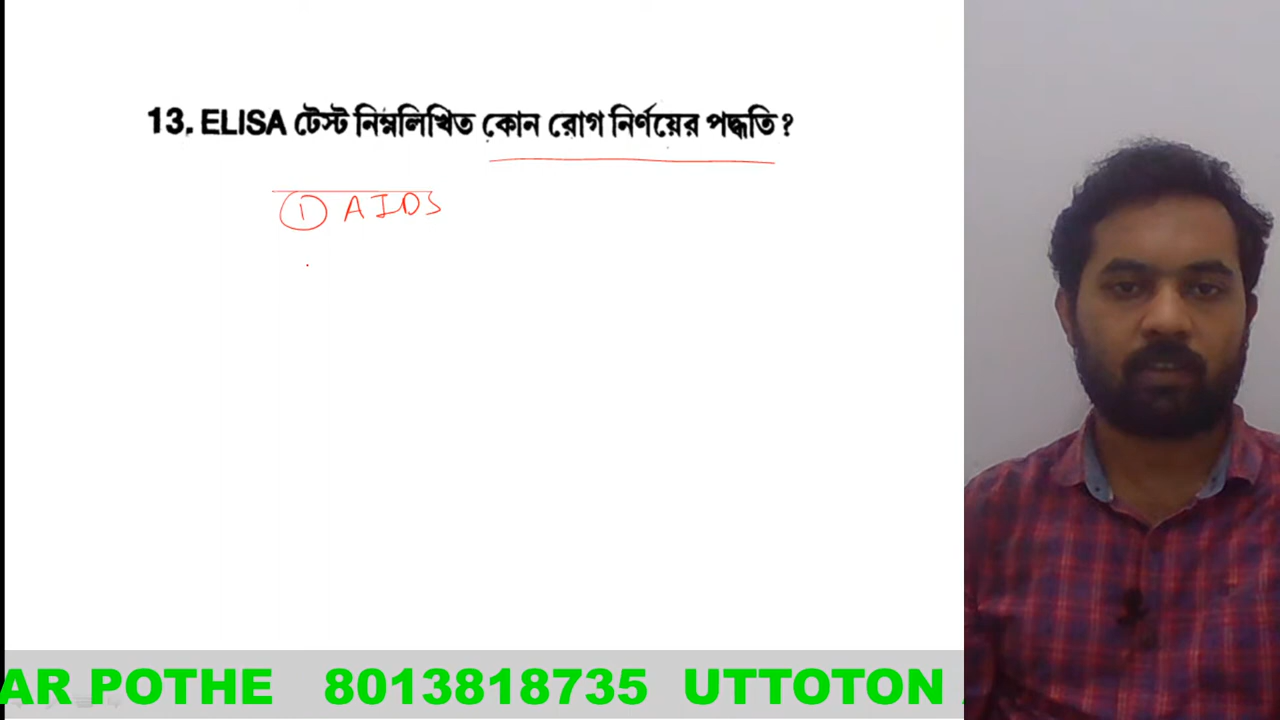 13. ELISA টেস্ট নিম্নলিখিত কোন রোগ নির্ণয়ের পদ্ধতি ?
① AIDS
AR POTHE 8013818735 UTTOTON